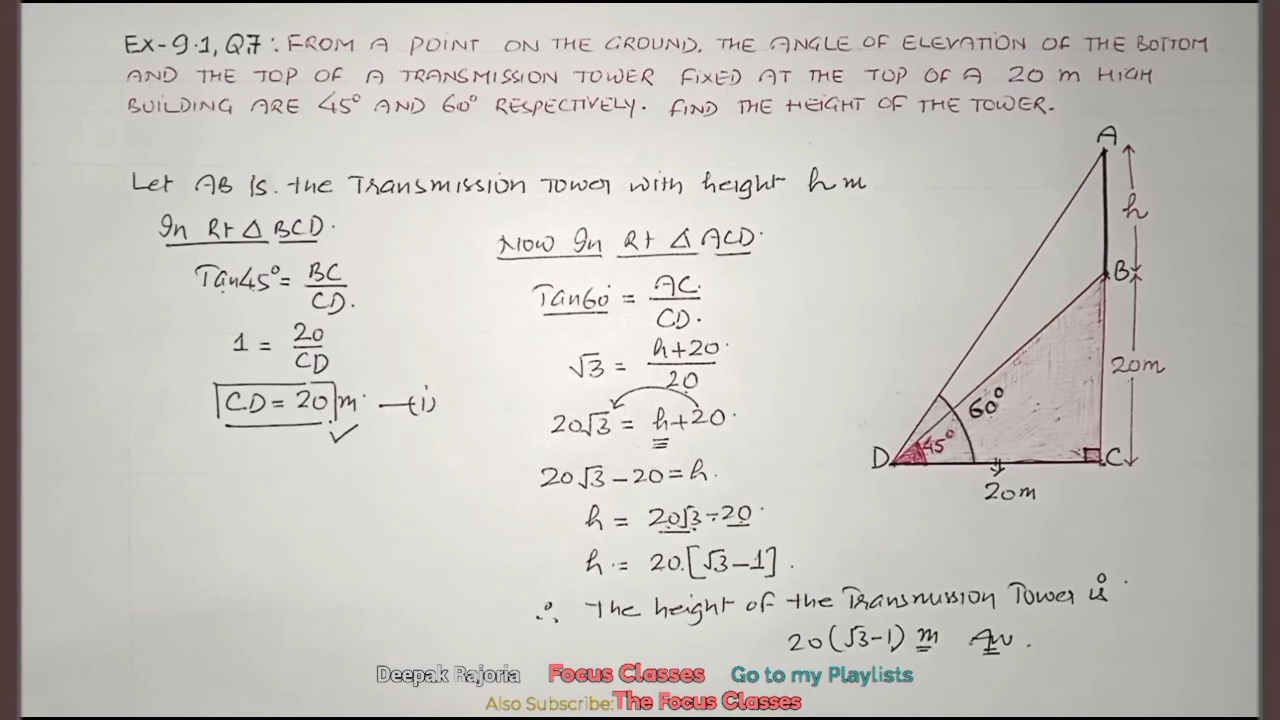 Ex-9.1, Q7: FROM A POINT ON THE GROUND. THE ANGLE OF ELEVATION OF THE BOTTOM
AND THE TOP OF A TRANSMISSION TOWER FIXED AT THE TOP OF A 20 m HIGH
BUILDING ARE 45° AND 60° RESPECTIVELY. FIND THE HEIGHT OF THE TOWER.
Let AB is. the Transmission Tower with height h m
In Rt △ BCD.
Tan45° = BC/CD.
1 = 20/CD
CD = 20 m. —(i)
Now In Rt △ ACD.
Tan60° = AC./CD.
√3 = h+20./20
20√3 = h+20.
20√3 – 20 = h.
h = 20√3 – 20.
h = 20.[√3 – 1].
∴ The height of the Transmission Tower is.
20(√3-1) m Ans.
A
h
B
20m
60°
45°
D
C
20m
Deepak Rajoria Focus Classes Go to my Playlists
Also Subscribe: The Focus Classes